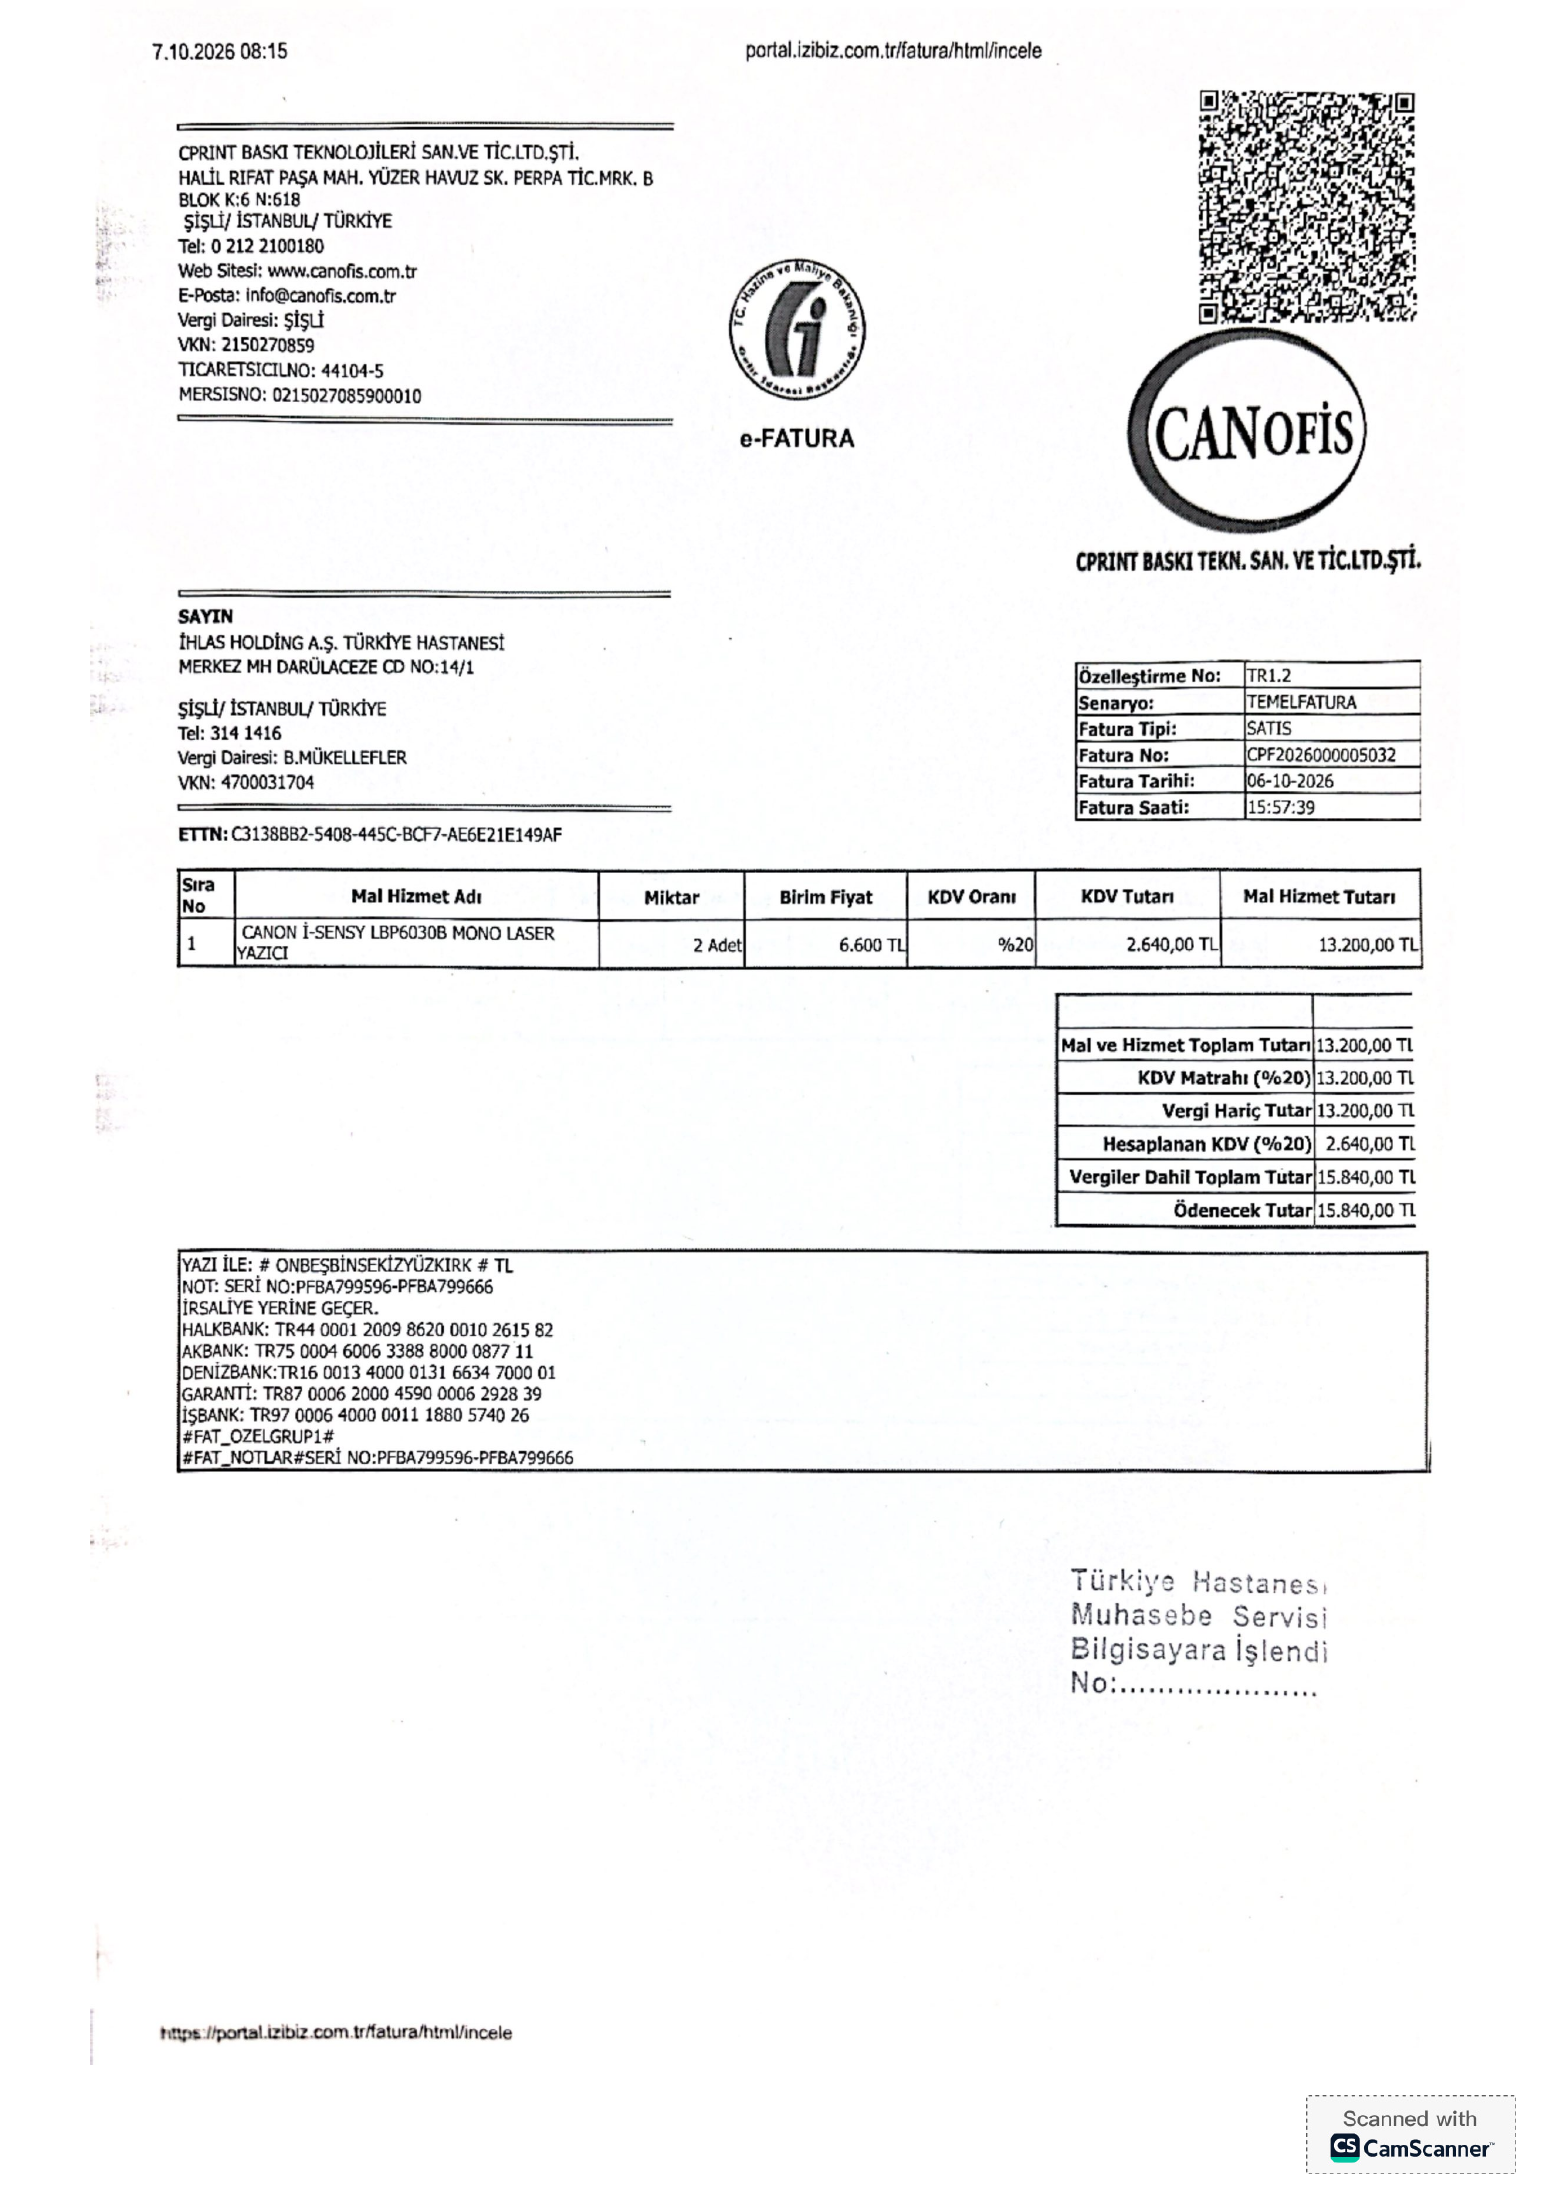 7.10.2026 08:15
portal.izibiz.com.tr/fatura/html/incele
CPRINT BASKI TEKNOLOJİLERİ SAN.VE TİC.LTD.ŞTİ.
HALİL RIFAT PAŞA MAH. YÜZER HAVUZ SK. PERPA TİC.MRK. B
BLOK K:6 N:618
ŞİŞLİ/ İSTANBUL/ TÜRKİYE
Tel: 0 212 2100180
Web Sitesi: www.canofis.com.tr
E-Posta: info@canofis.com.tr
Vergi Dairesi: ŞİŞLİ
VKN: 2150270859
TICARETSICILNO: 44104-5
MERSISNO: 0215027085900010
T.C. Hazine ve Maliye Bakanlığı
Gelir İdaresi Başkanlığı
e-FATURA
CANOFİS
CPRINT BASKI TEKN. SAN. VE TİC.LTD.ŞTİ.
SAYIN
İHLAS HOLDİNG A.Ş. TÜRKİYE HASTANESİ
MERKEZ MH DARÜLACEZE CD NO:14/1
ŞİŞLİ/ İSTANBUL/ TÜRKİYE
Tel: 314 1416
Vergi Dairesi: B.MÜKELLEFLER
VKN: 4700031704
Özelleştirme No: TR1.2
Senaryo: TEMELFATURA
Fatura Tipi: SATIS
Fatura No: CPF2026000005032
Fatura Tarihi: 06-10-2026
Fatura Saati: 15:57:39
ETTN: C3138BB2-5408-445C-BCF7-AE6E21E149AF
Sıra No Mal Hizmet Adı Miktar Birim Fiyat KDV Oranı KDV Tutarı Mal Hizmet Tutarı
1 CANON İ-SENSY LBP6030B MONO LASER YAZICI 2 Adet 6.600 TL %20 2.640,00 TL 13.200,00 TL
Mal ve Hizmet Toplam Tutarı 13.200,00 TL
KDV Matrahı (%20) 13.200,00 TL
Vergi Hariç Tutar 13.200,00 TL
Hesaplanan KDV (%20) 2.640,00 TL
Vergiler Dahil Toplam Tutar 15.840,00 TL
Ödenecek Tutar 15.840,00 TL
YAZI İLE: # ONBEŞBİNSEKİZYÜZKIRK # TL
NOT: SERİ NO:PFBA799596-PFBA799666
İRSALİYE YERİNE GEÇER.
HALKBANK: TR44 0001 2009 8620 0010 2615 82
AKBANK: TR75 0004 6006 3388 8000 0877 11
DENİZBANK:TR16 0013 4000 0131 6634 7000 01
GARANTİ: TR87 0006 2000 4590 0006 2928 39
İŞBANK: TR97 0006 4000 0011 1880 5740 26
#FAT_OZELGRUP1#
#FAT_NOTLAR#SERİ NO:PFBA799596-PFBA799666
Türkiye Hastanesi
Muhasebe Servisi
Bilgisayara İşlendi
No:.....................
https://portal.izibiz.com.tr/fatura/html/incele
Scanned with
CS CamScanner